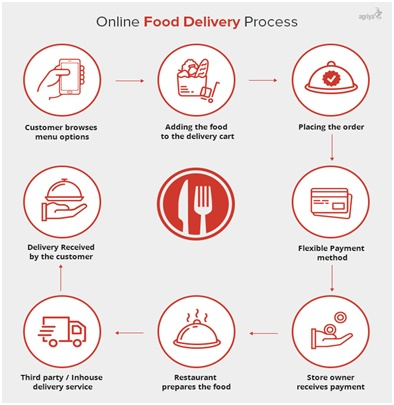 Online Food Delivery Process
agriya
Customer browses
menu options
Adding the food
to the delivery cart
Placing the order
Delivery Received
by the customer
Flexible Payment
method
Third party / Inhouse
delivery service
Restaurant
prepares the food
Store owner
receives payment